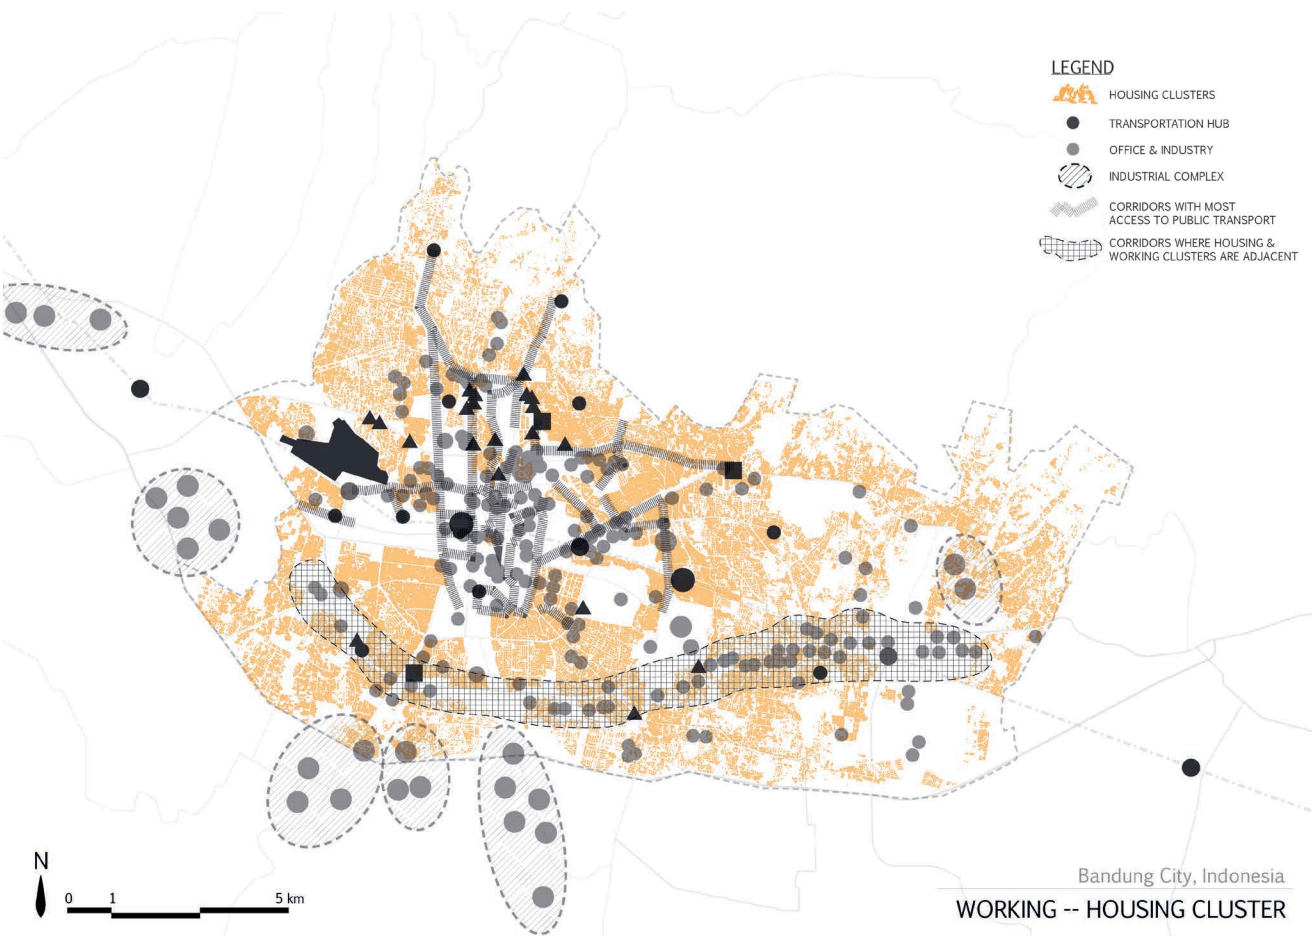 LEGEND
HOUSING CLUSTERS
TRANSPORTATION HUB
OFFICE & INDUSTRY
INDUSTRIAL COMPLEX
CORRIDORS WITH MOST
ACCESS TO PUBLIC TRANSPORT
CORRIDORS WHERE HOUSING &
WORKING CLUSTERS ARE ADJACENT
N
0 1 5 km
Bandung City, Indonesia
WORKING -- HOUSING CLUSTER